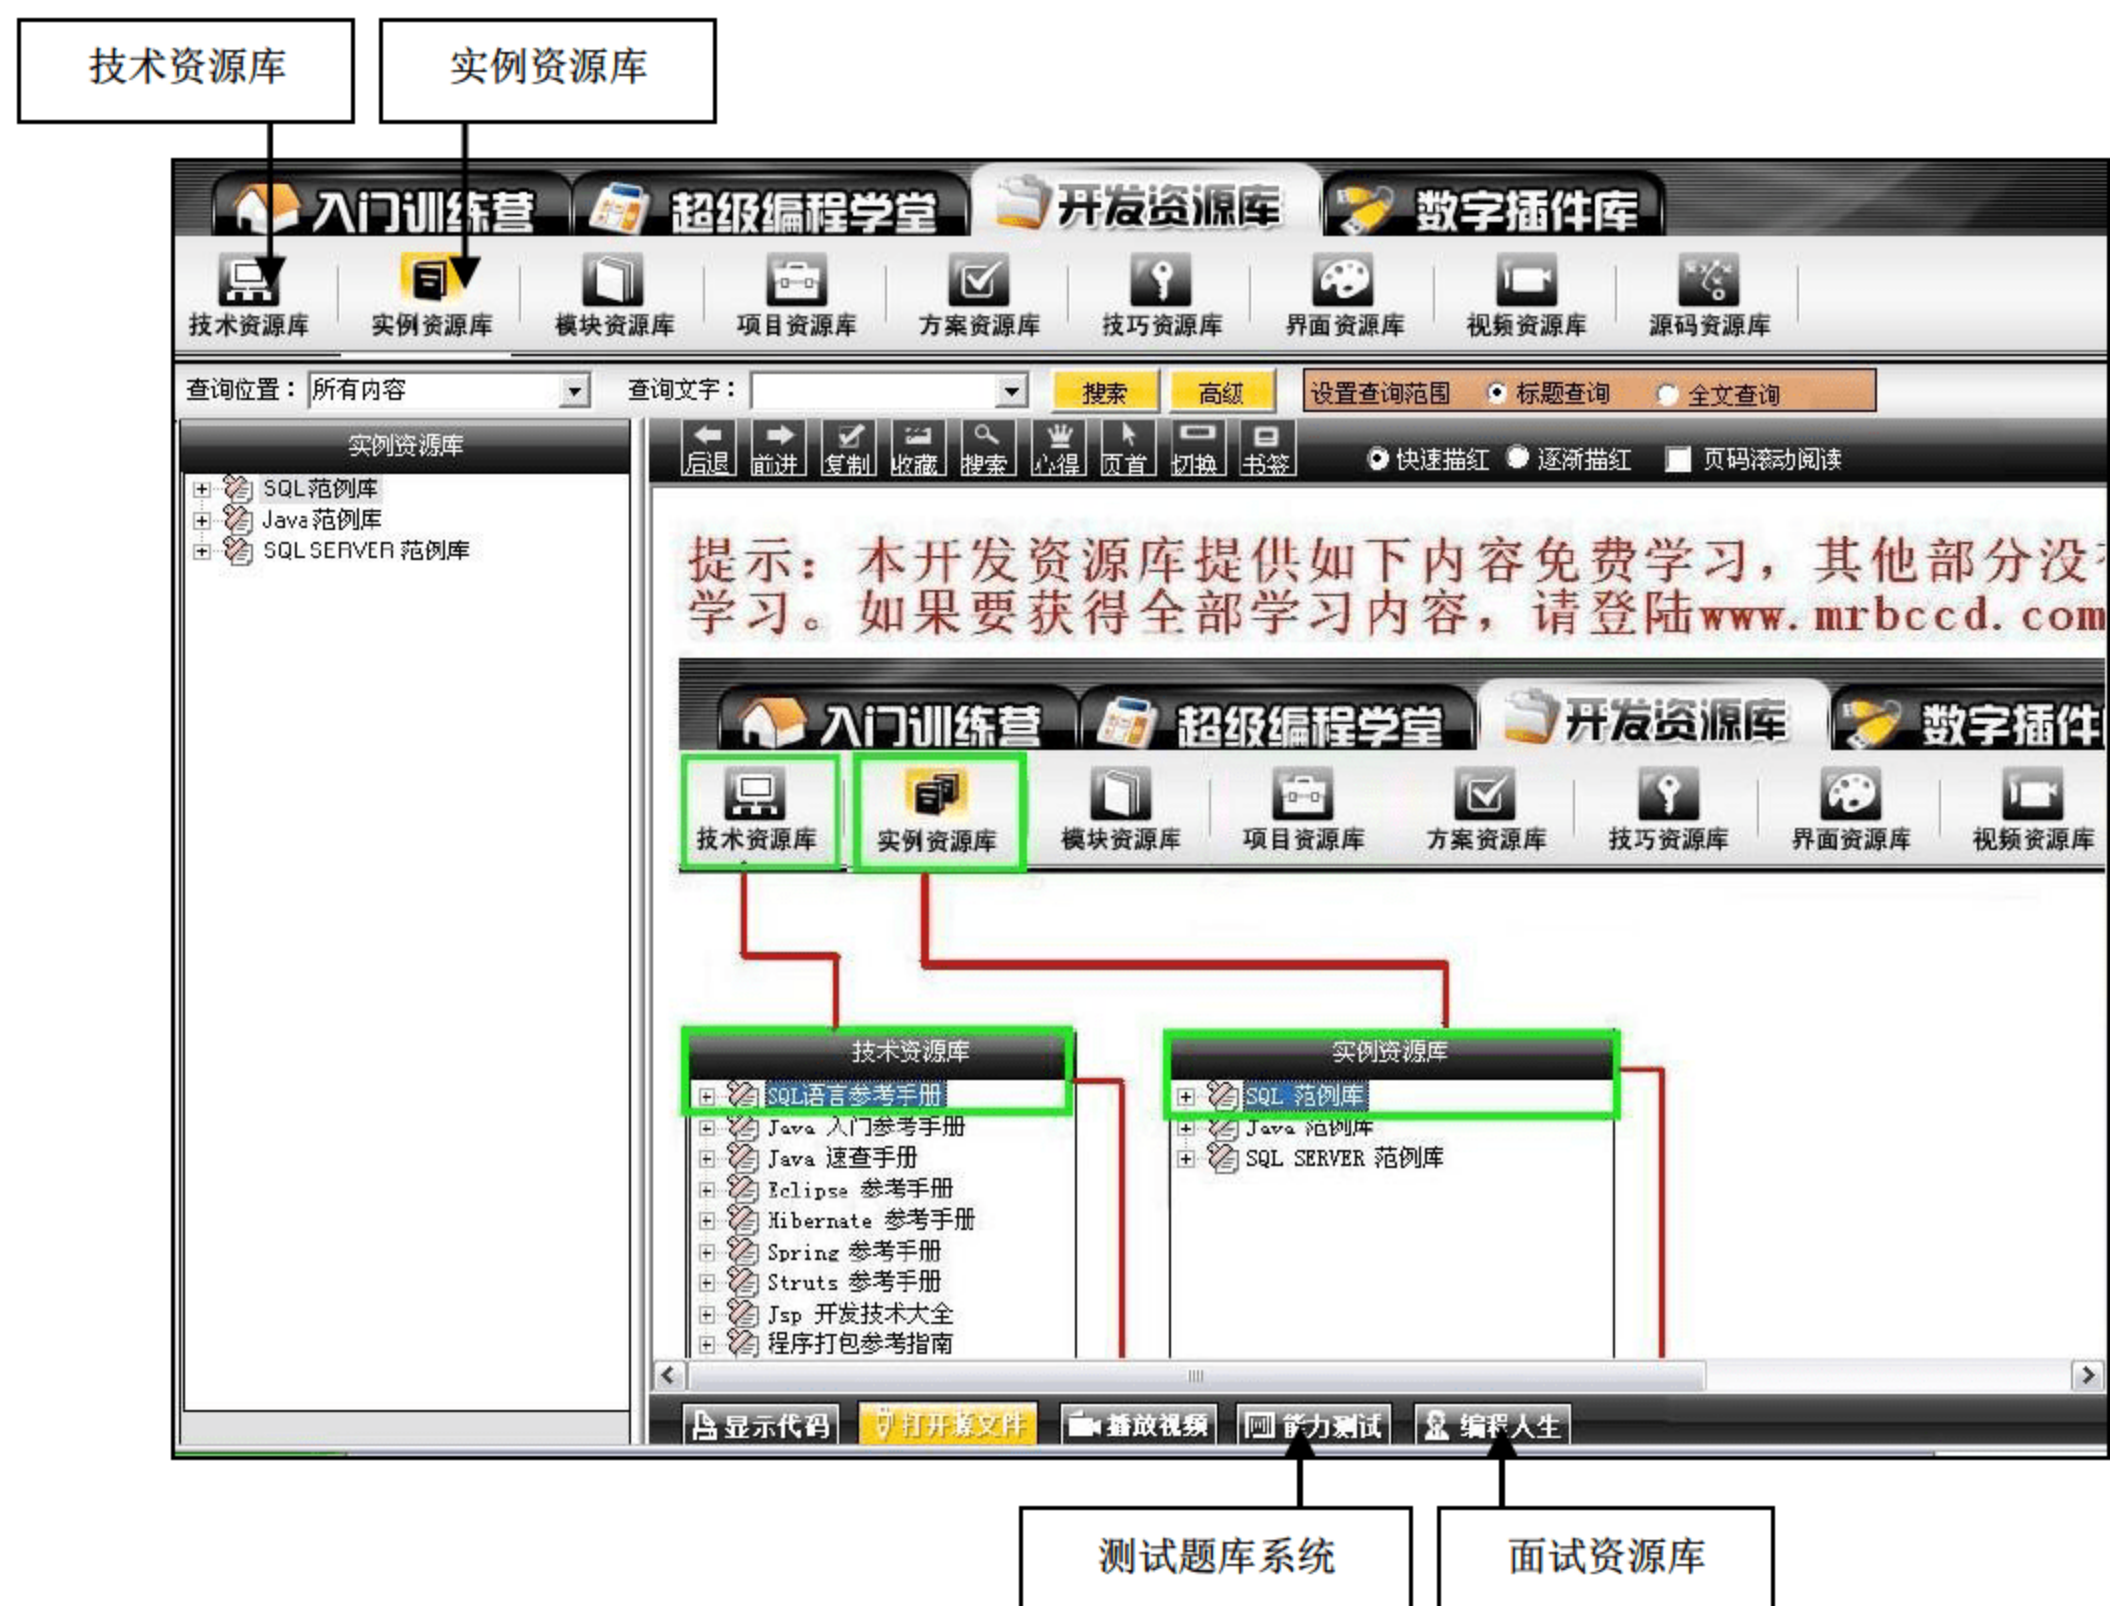 技术资源库 实例资源库
入门训练营 超级编程学堂 开发资源库 数字插件库
技术资源库 实例资源库 模块资源库 项目资源库 方案资源库 技巧资源库 界面资源库 视频资源库 源码资源库
查询位置： 所有内容 查询文字： 搜索 高级 设置查询范围 标题查询 全文查询
实例资源库
SQL范例库
Java范例库
SQL SERVER 范例库
后退 前进 复制 收藏 搜索 心得 页首 切换 书签 快速描红 逐渐描红 页码滚动阅读
提示： 本开发资源库提供如下内容免费学习，其他部分没
学习。如果要获得全部学习内容，请登陆www.mrbccd.com
入门训练营 超级编程学堂 开发资源库 数字插件
技术资源库 实例资源库 模块资源库 项目资源库 方案资源库 技巧资源库 界面资源库 视频资源库
技术资源库
SQL语言参考手册
Java 入门参考手册
Java 速查手册
Eclipse 参考手册
Hibernate 参考手册
Spring 参考手册
Struts 参考手册
Jsp 开发技术大全
程序打包参考指南
实例资源库
SQL 范例库
Java 范例库
SQL SERVER 范例库
显示代码 打开源文件 播放视频 能力测试 编程人生
测试题库系统 面试资源库